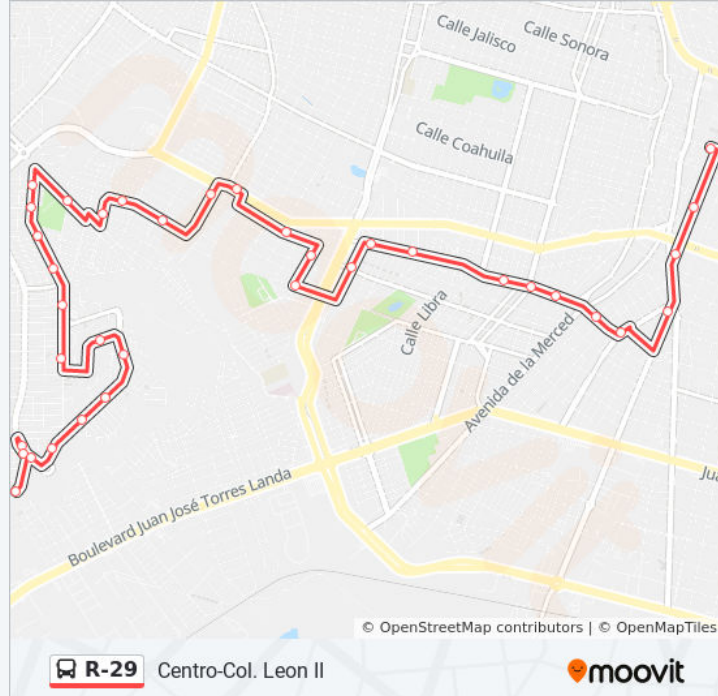 Calle Jalisco
Calle Sonora
Calle Coahuila
Calle Libra
Avenida de la Merced
Boulevard Juan José Torres Landa
Jua
© OpenStreetMap contributors | © OpenMapTiles
R-29 Centro-Col. Leon II
moovit